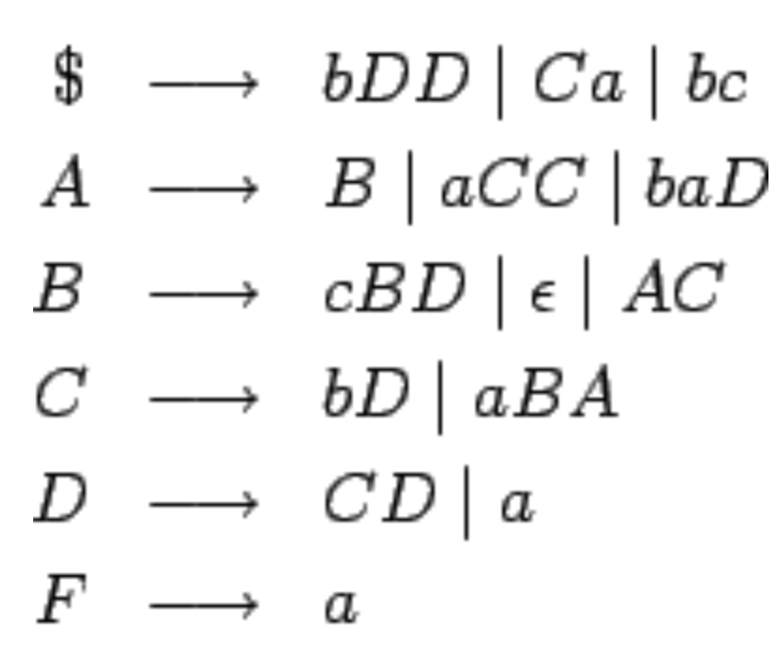 $ ⟶ bDD | Ca | bc
A ⟶ B | aCC | baD
B ⟶ cBD | ϵ | AC
C ⟶ bD | aBA
D ⟶ CD | a
F ⟶ a